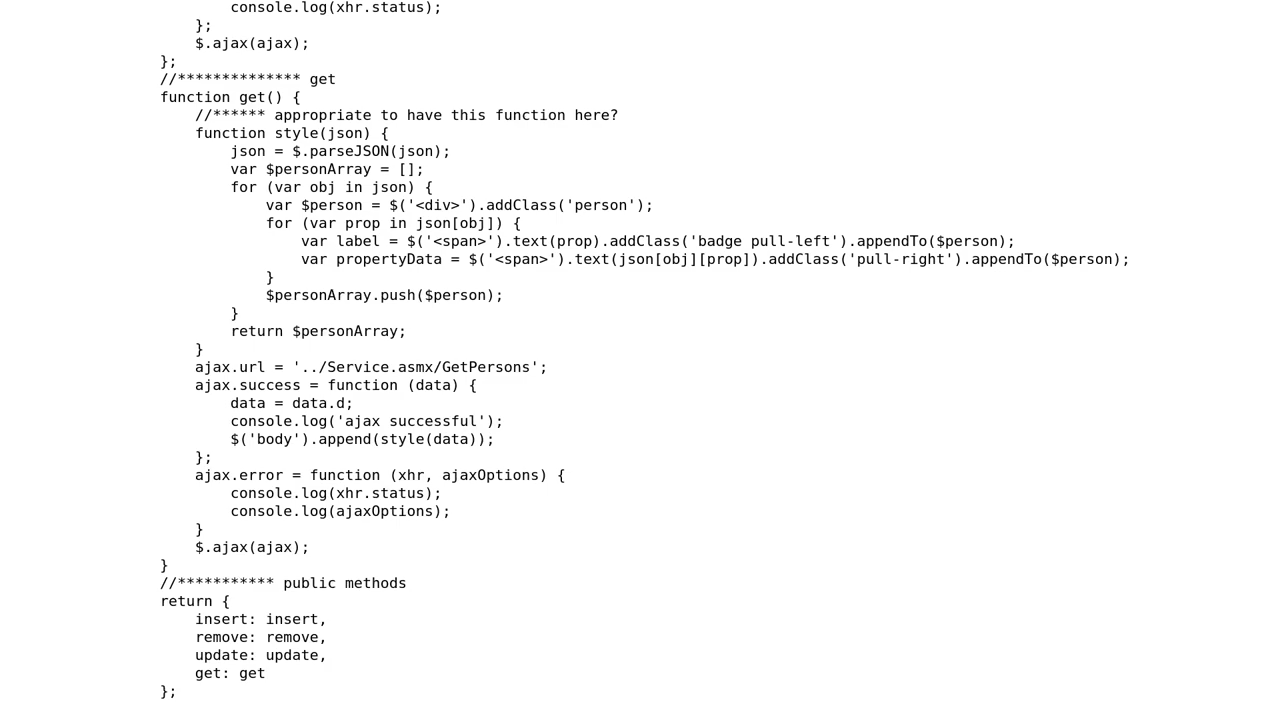 console.log(xhr.status);
    };
    $.ajax(ajax);
};
//************** get
function get() {
    //****** appropriate to have this function here?
    function style(json) {
        json = $.parseJSON(json);
        var $personArray = [];
        for (var obj in json) {
            var $person = $('<div>').addClass('person');
            for (var prop in json[obj]) {
                var label = $('<span>').text(prop).addClass('badge pull-left').appendTo($person);
                var propertyData = $('<span>').text(json[obj][prop]).addClass('pull-right').appendTo($person);
            }
            $personArray.push($person);
        }
        return $personArray;
    }
    ajax.url = '../Service.asmx/GetPersons';
    ajax.success = function (data) {
        data = data.d;
        console.log('ajax successful');
        $('body').append(style(data));
    };
    ajax.error = function (xhr, ajaxOptions) {
        console.log(xhr.status);
        console.log(ajaxOptions);
    }
    $.ajax(ajax);
}
//*********** public methods
return {
    insert: insert,
    remove: remove,
    update: update,
    get: get
};